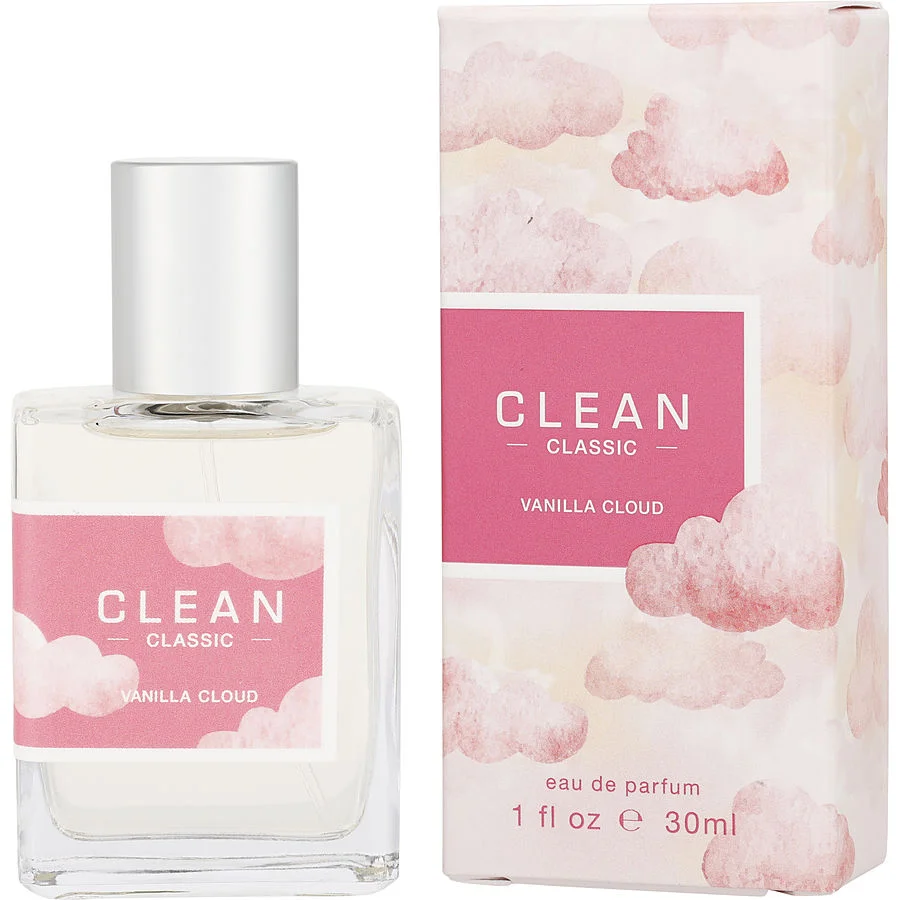 CLEAN
CLASSIC
VANILLA CLOUD
CLEAN
CLASSIC
VANILLA CLOUD
eau de parfum
1 fl oz ℮ 30ml